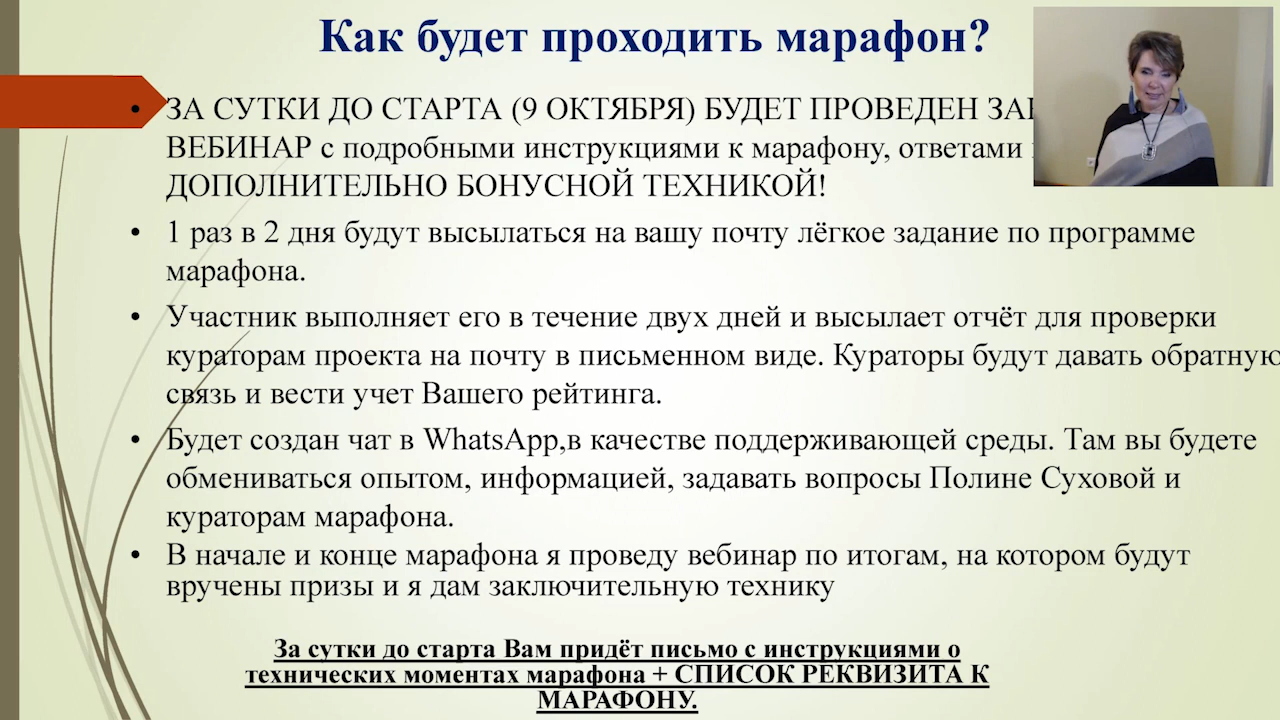 Как будет проходить марафон?
• ЗА СУТКИ ДО СТАРТА (9 ОКТЯБРЯ) БУДЕТ ПРОВЕДЕН
ВЕБИНАР с подробными инструкциями к марафону, ответами
ДОПОЛНИТЕЛЬНО БОНУСНОЙ ТЕХНИКОЙ!
• 1 раз в 2 дня будут высылаться на вашу почту лёгкое задание по программе
марафона.
• Участник выполняет его в течение двух дней и высылает отчёт для проверки
кураторам проекта на почту в письменном виде. Кураторы будут давать обратную
связь и вести учет Вашего рейтинга.
• Будет создан чат в WhatsApp,в качестве поддерживающей среды. Там вы будете
обмениваться опытом, информацией, задавать вопросы Полине Суховой и
кураторам марафона.
• В начале и конце марафона я проведу вебинар по итогам, на котором будут
вручены призы и я дам заключительную технику
За сутки до старта Вам придёт письмо с инструкциями о
технических моментах марафона + СПИСОК РЕКВИЗИТА К
МАРАФОНУ.